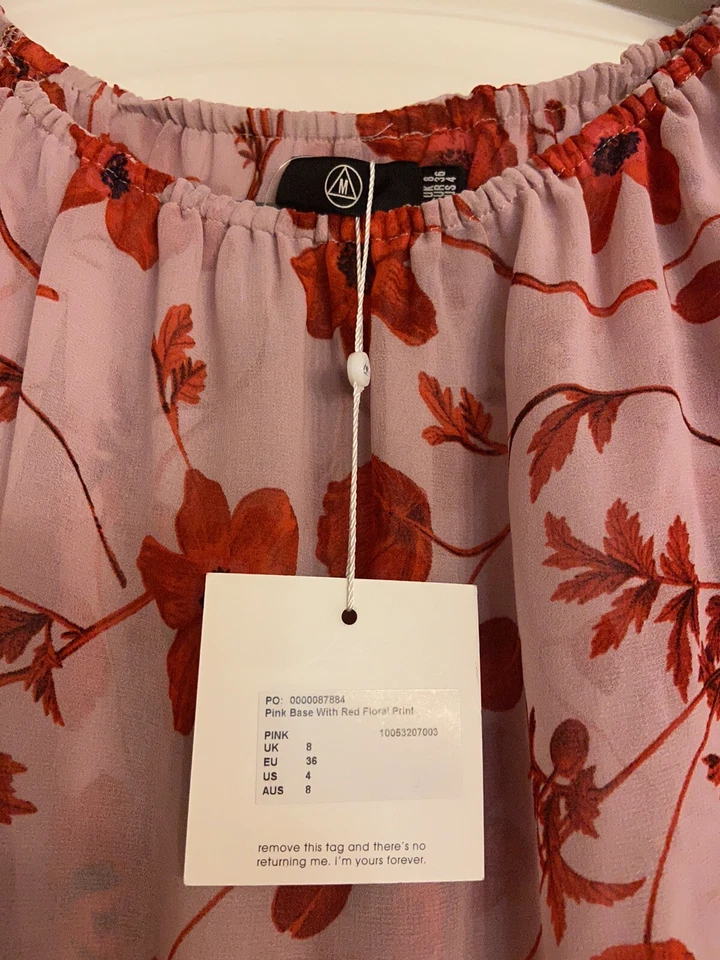 M
UK 8
EUR 36
US 4
PO: 0000087884
Pink Base With Red Floral Print
PINK 10053207003
UK 8
EU 36
US 4
AUS 8
remove this tag and there's no
returning me. i'm yours forever.